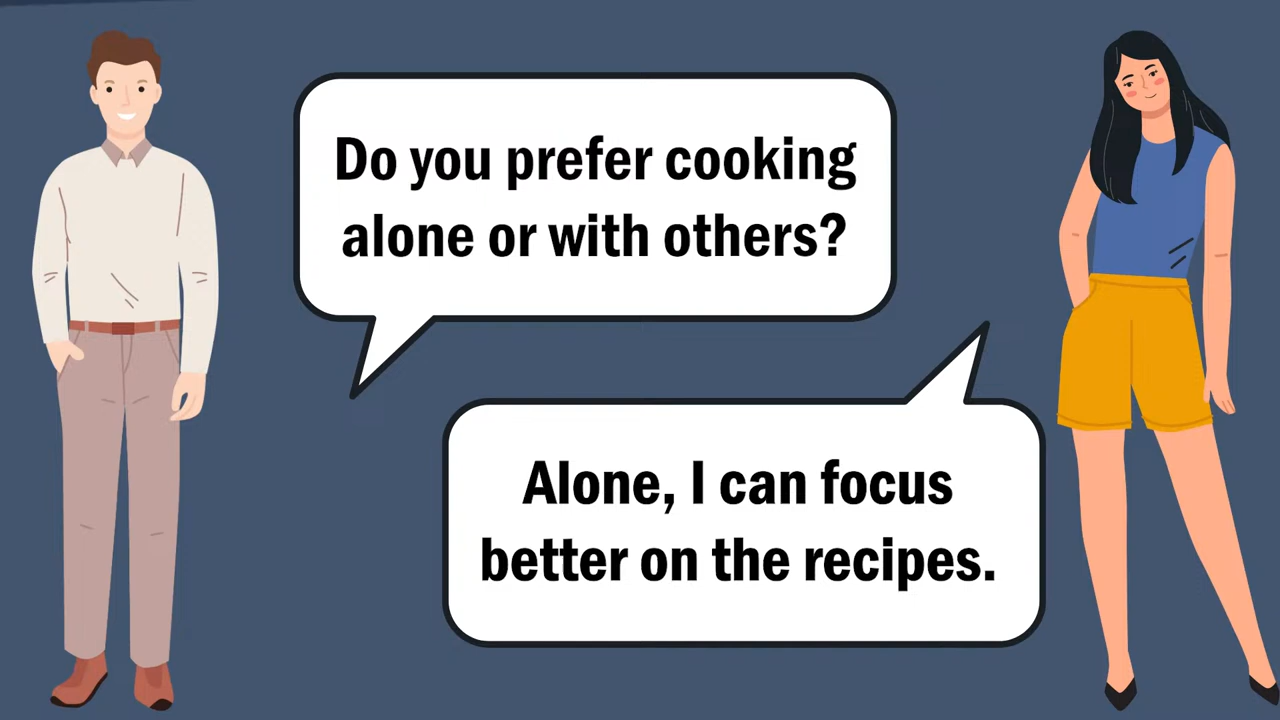 Do you prefer cooking
alone or with others?
Alone, I can focus
better on the recipes.